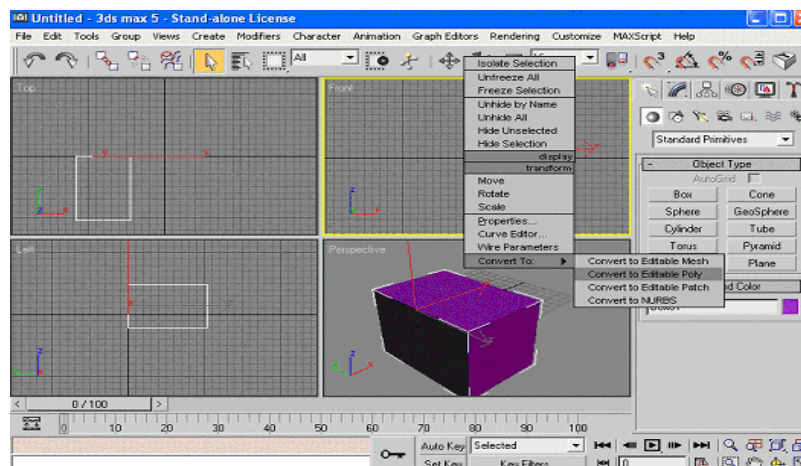 Untitled - 3ds max 5 - Stand-alone License
File Edit Tools Group Views Create Modifiers Character Animation Graph Editors Rendering Customize MAXScript Help
All
Top
Front
Left
Perspective
Isolate Selection
Unfreeze All
Freeze Selection
Unhide by Name
Unhide All
Hide Unselected
Hide Selection
display
transform
Move
Rotate
Scale
Properties...
Curve Editor...
Wire Parameters
Convert To:
Convert to Editable Mesh
Convert to Editable Poly
Convert to Editable Patch
Convert to NURBS
Standard Primitives
- Object Type
AutoGrid
Box Cone
Sphere GeoSphere
Cylinder Tube
Torus Pyramid
Plane
nd Color
< 0 / 100 >
0 10 20 30 40 50 60 70 80 90 100
Auto Key Selected
Set Key Key Filters...
0